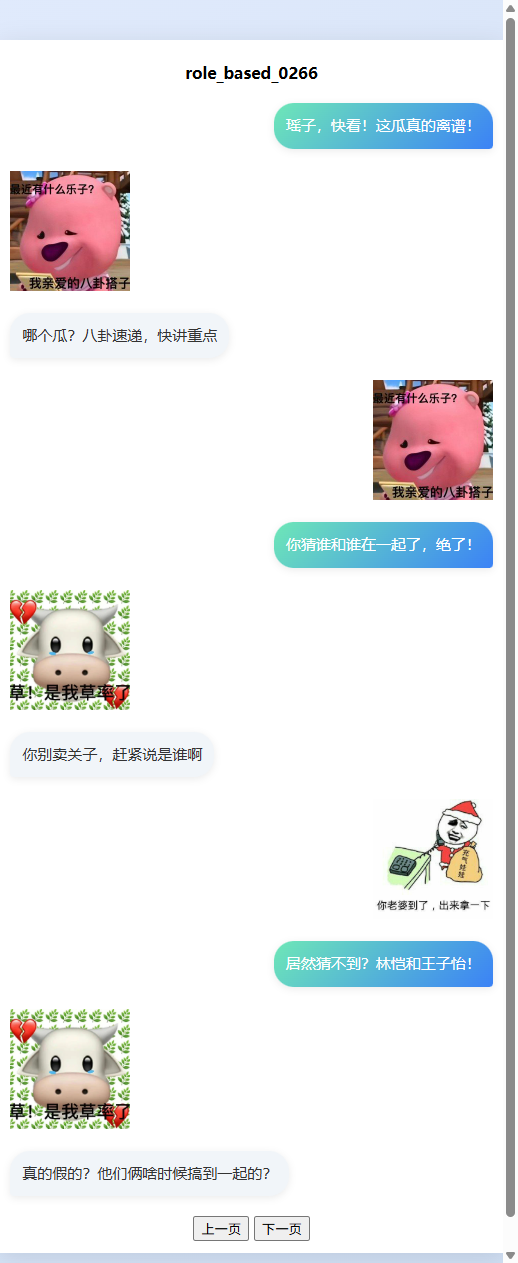 role_based_0266
瑶子，快看！这瓜真的离谱！
最近有什么乐子?
我亲爱的八卦搭子
哪个瓜？八卦速递，快讲重点
最近有什么乐子?
我亲爱的八卦搭子
你猜谁和谁在一起了，绝了！
草！是我草率了
你别卖关子，赶紧说是谁啊
充气娃娃
你老婆到了，出来拿一下
居然猜不到？林恺和王子怡！
草！是我草率了
真的假的？他们俩啥时候搞到一起的？
上一页 下一页